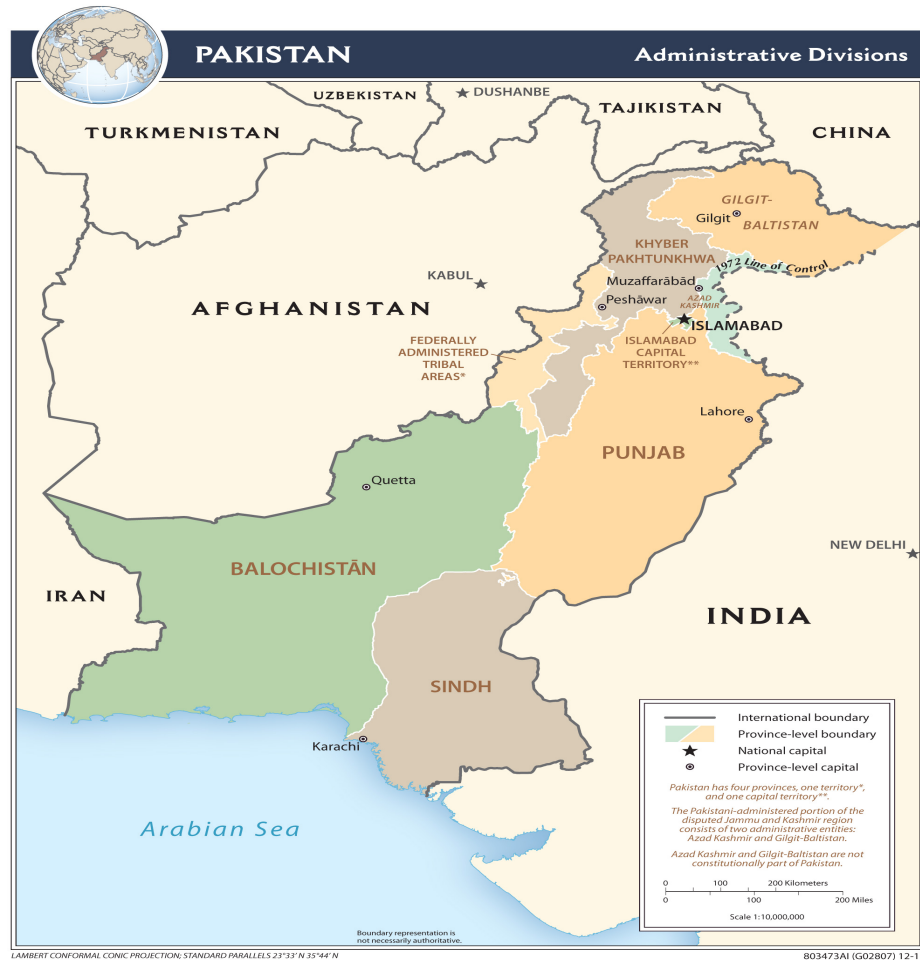 PAKISTAN
Administrative Divisions
UZBEKISTAN
DUSHANBE
TAJIKISTAN
TURKMENISTAN
CHINA
GILGIT-
BALTISTAN
Gilgit
KHYBER
PAKHTUNKHWA
1972 Line of Control
KABUL
Muzaffarābād
AZAD
KASHMIR
Peshāwar
AFGHANISTAN
ISLAMABAD
FEDERALLY
ADMINISTERED
TRIBAL
AREAS*
ISLAMABAD
CAPITAL
TERRITORY**
Lahore
PUNJAB
Quetta
NEW DELHI
BALOCHISTĀN
IRAN
INDIA
SINDH
Karachi
Arabian Sea
International boundary
Province-level boundary
National capital
Province-level capital
Pakistan has four provinces, one territory*,
and one capital territory**.
The Pakistani-administered portion of the
disputed Jammu and Kashmir region
consists of two administrative entities:
Azad Kashmir and Gilgit-Baltistan.
Azad Kashmir and Gilgit-Baltistan are not
constitutionally part of Pakistan.
0 100 200 Kilometers
0 100 200 Miles
Scale 1:10,000,000
Boundary representation is
not necessarily authoritative.
LAMBERT CONFORMAL CONIC PROJECTION; STANDARD PARALLELS 23°33' N 35°44' N
803473AI (G02807) 12-1